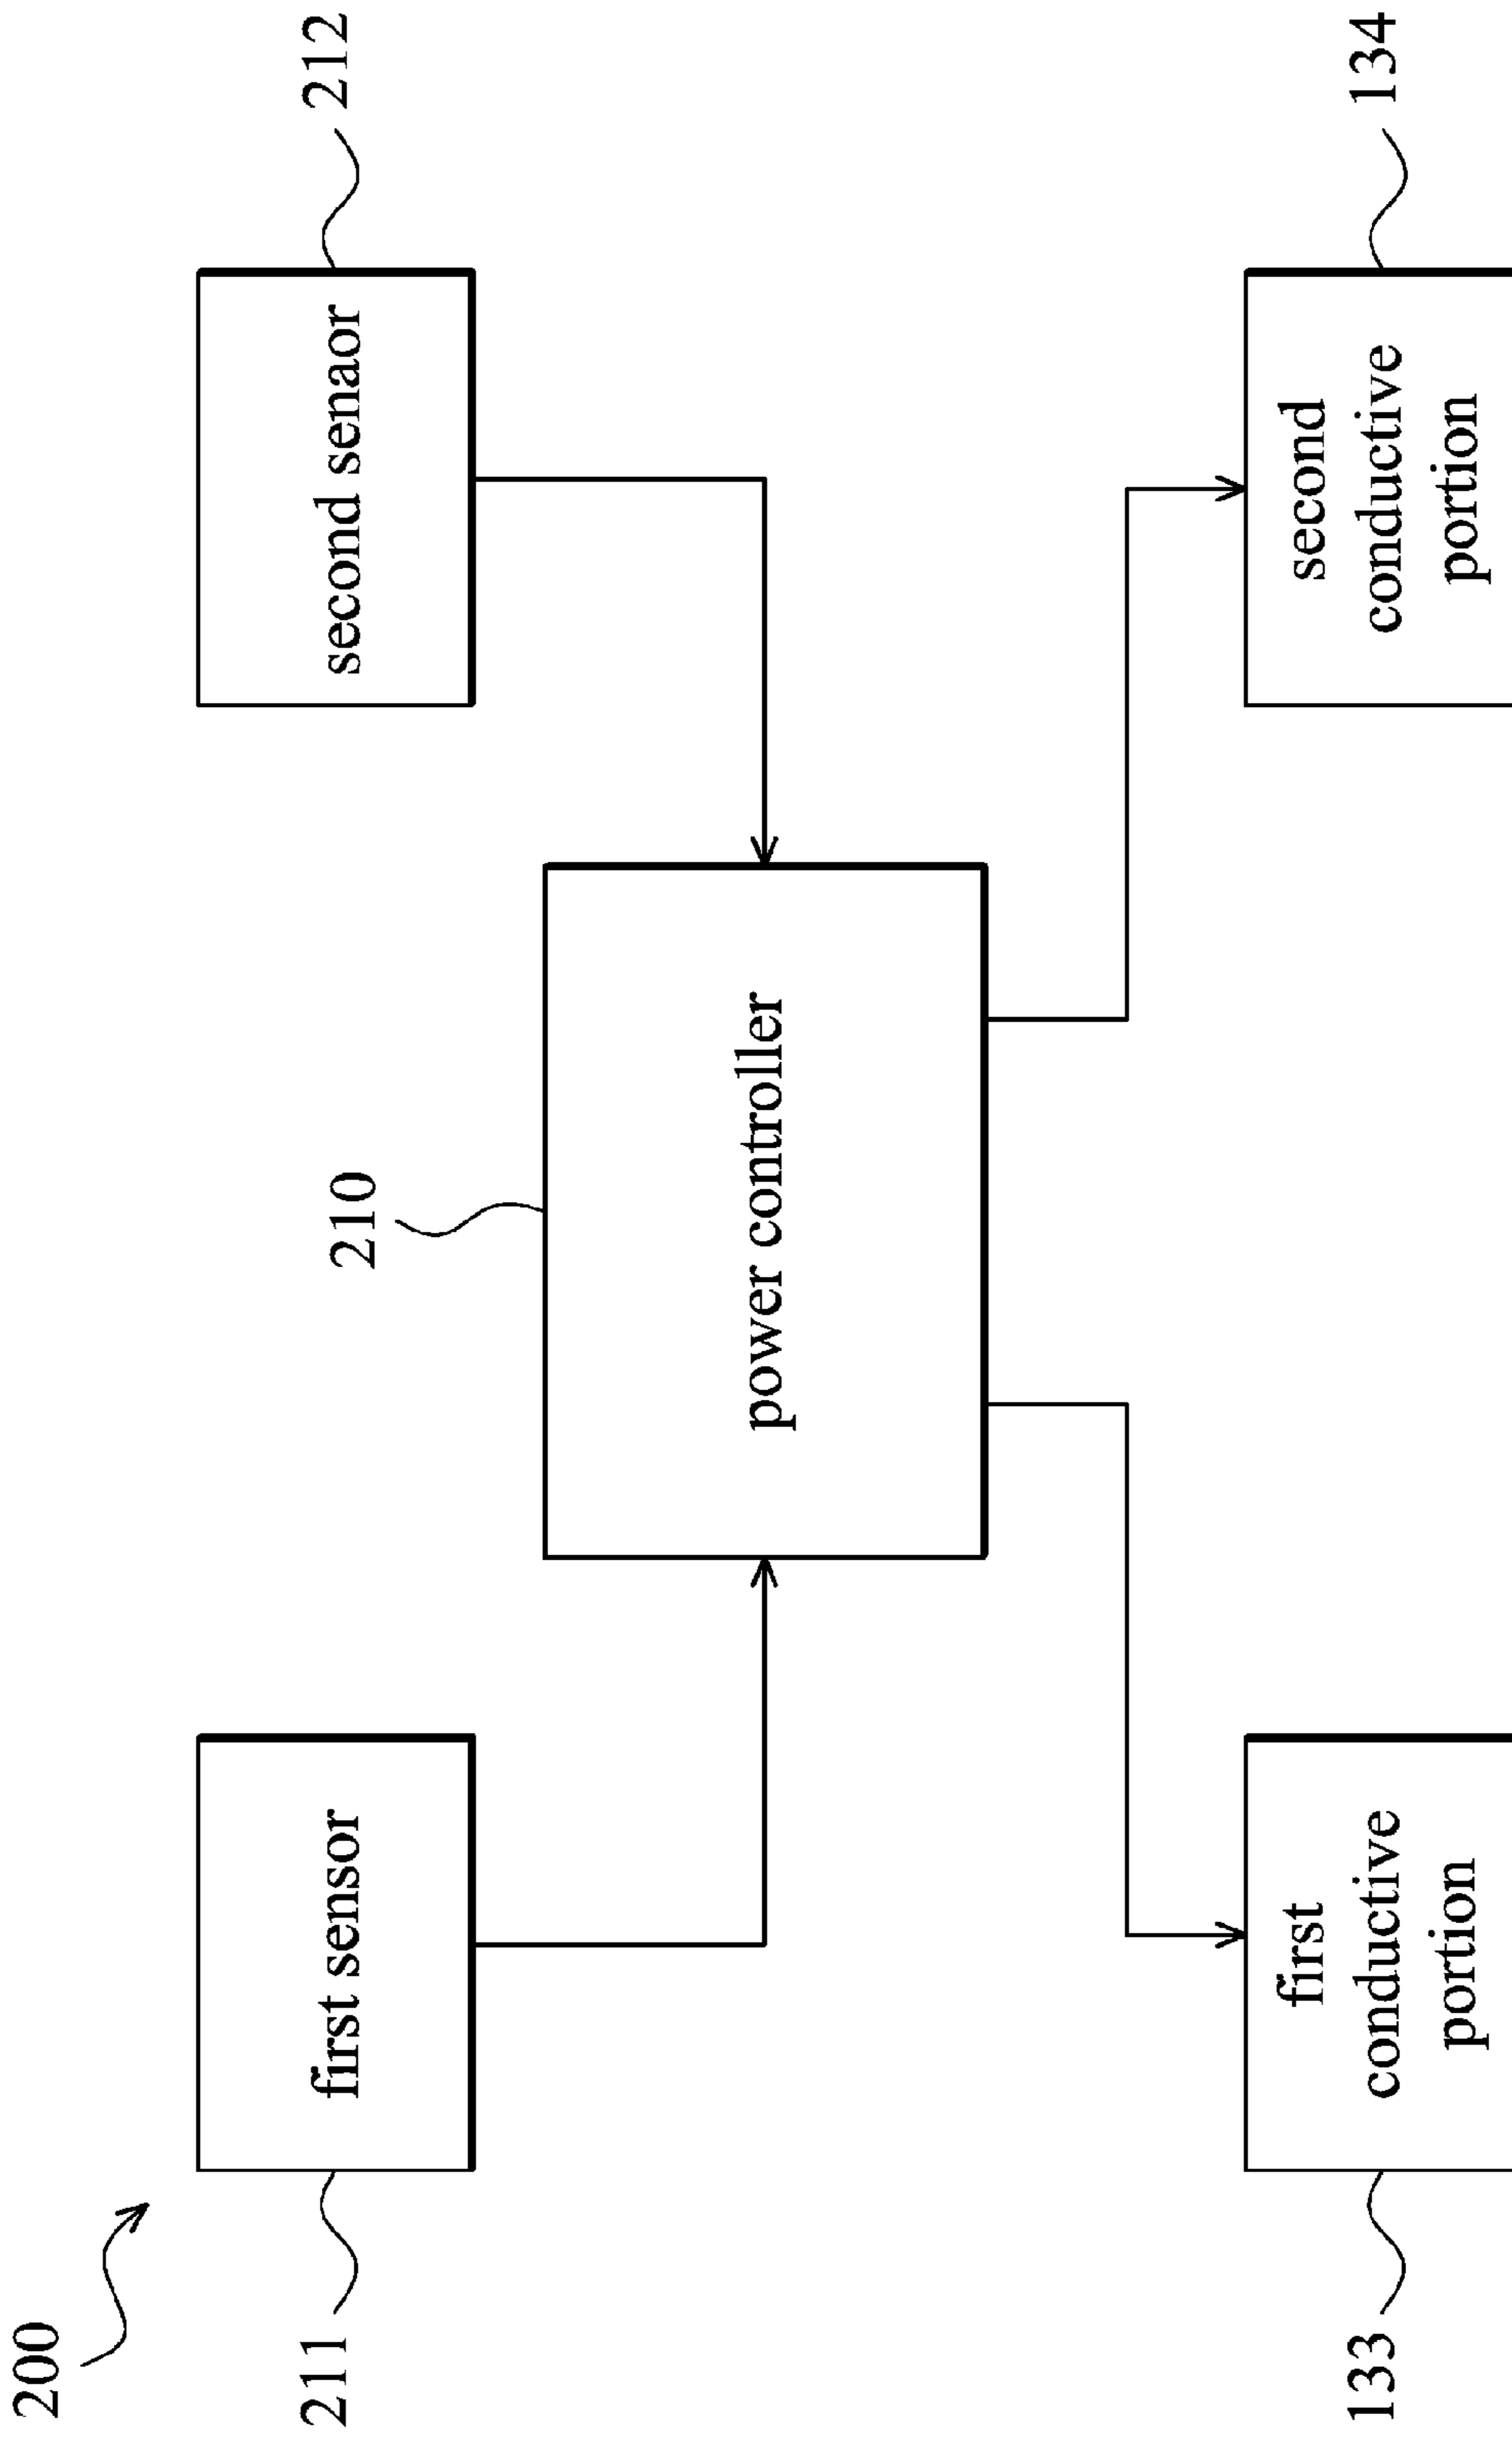 200
211
first sensor
second senaor
212
210
power controller
133
first
conductive
portion
second
conductive
portion
134